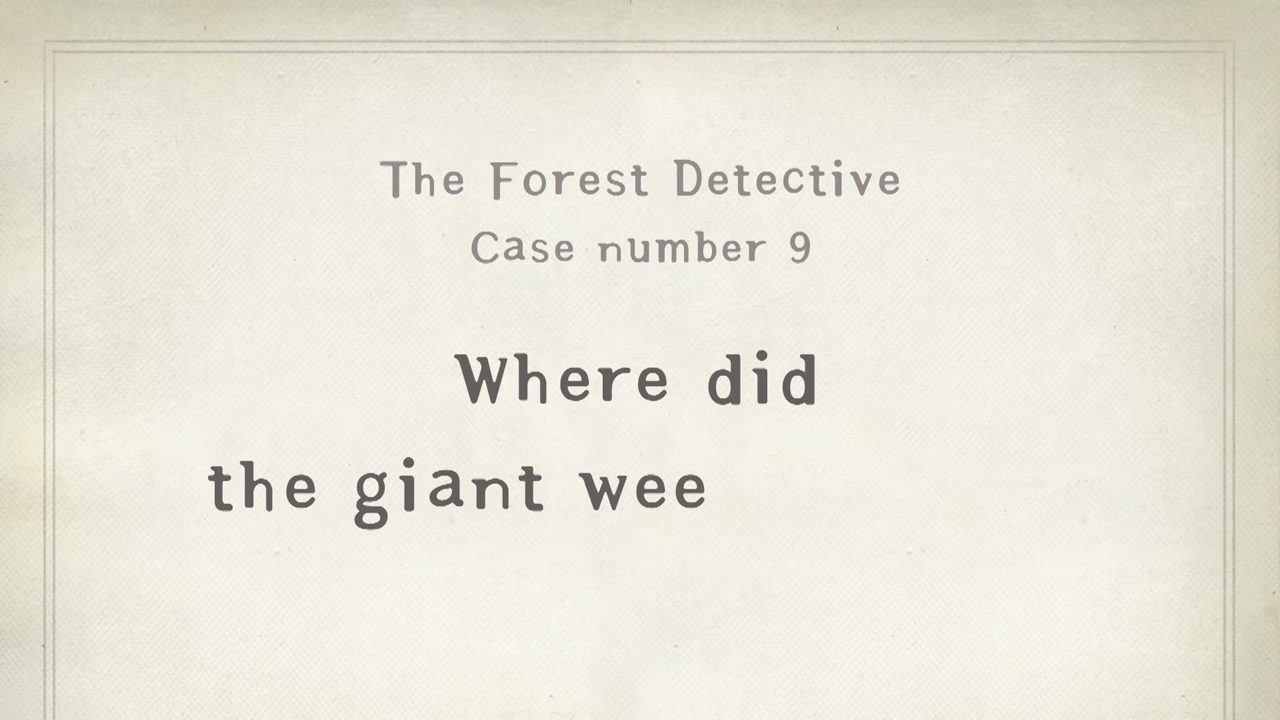 The Forest Detective
Case number 9
Where did
the giant wee